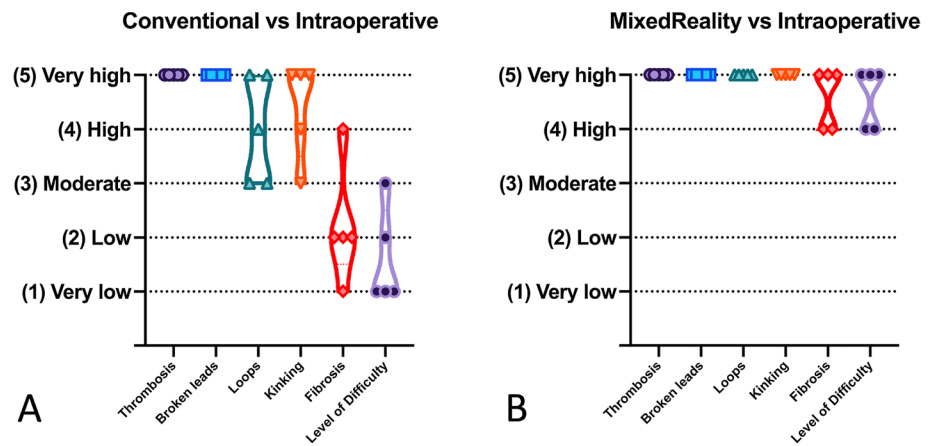 Conventional vs Intraoperative
(5) Very high
(4) High
(3) Moderate
(2) Low
(1) Very low
Thrombosis
Broken leads
Loops
Kinking
Fibrosis
Level of Difficulty
A
MixedReality vs Intraoperative
(5) Very high
(4) High
(3) Moderate
(2) Low
(1) Very low
Thrombosis
Broken leads
Loops
Kinking
Fibrosis
Level of Difficulty
B